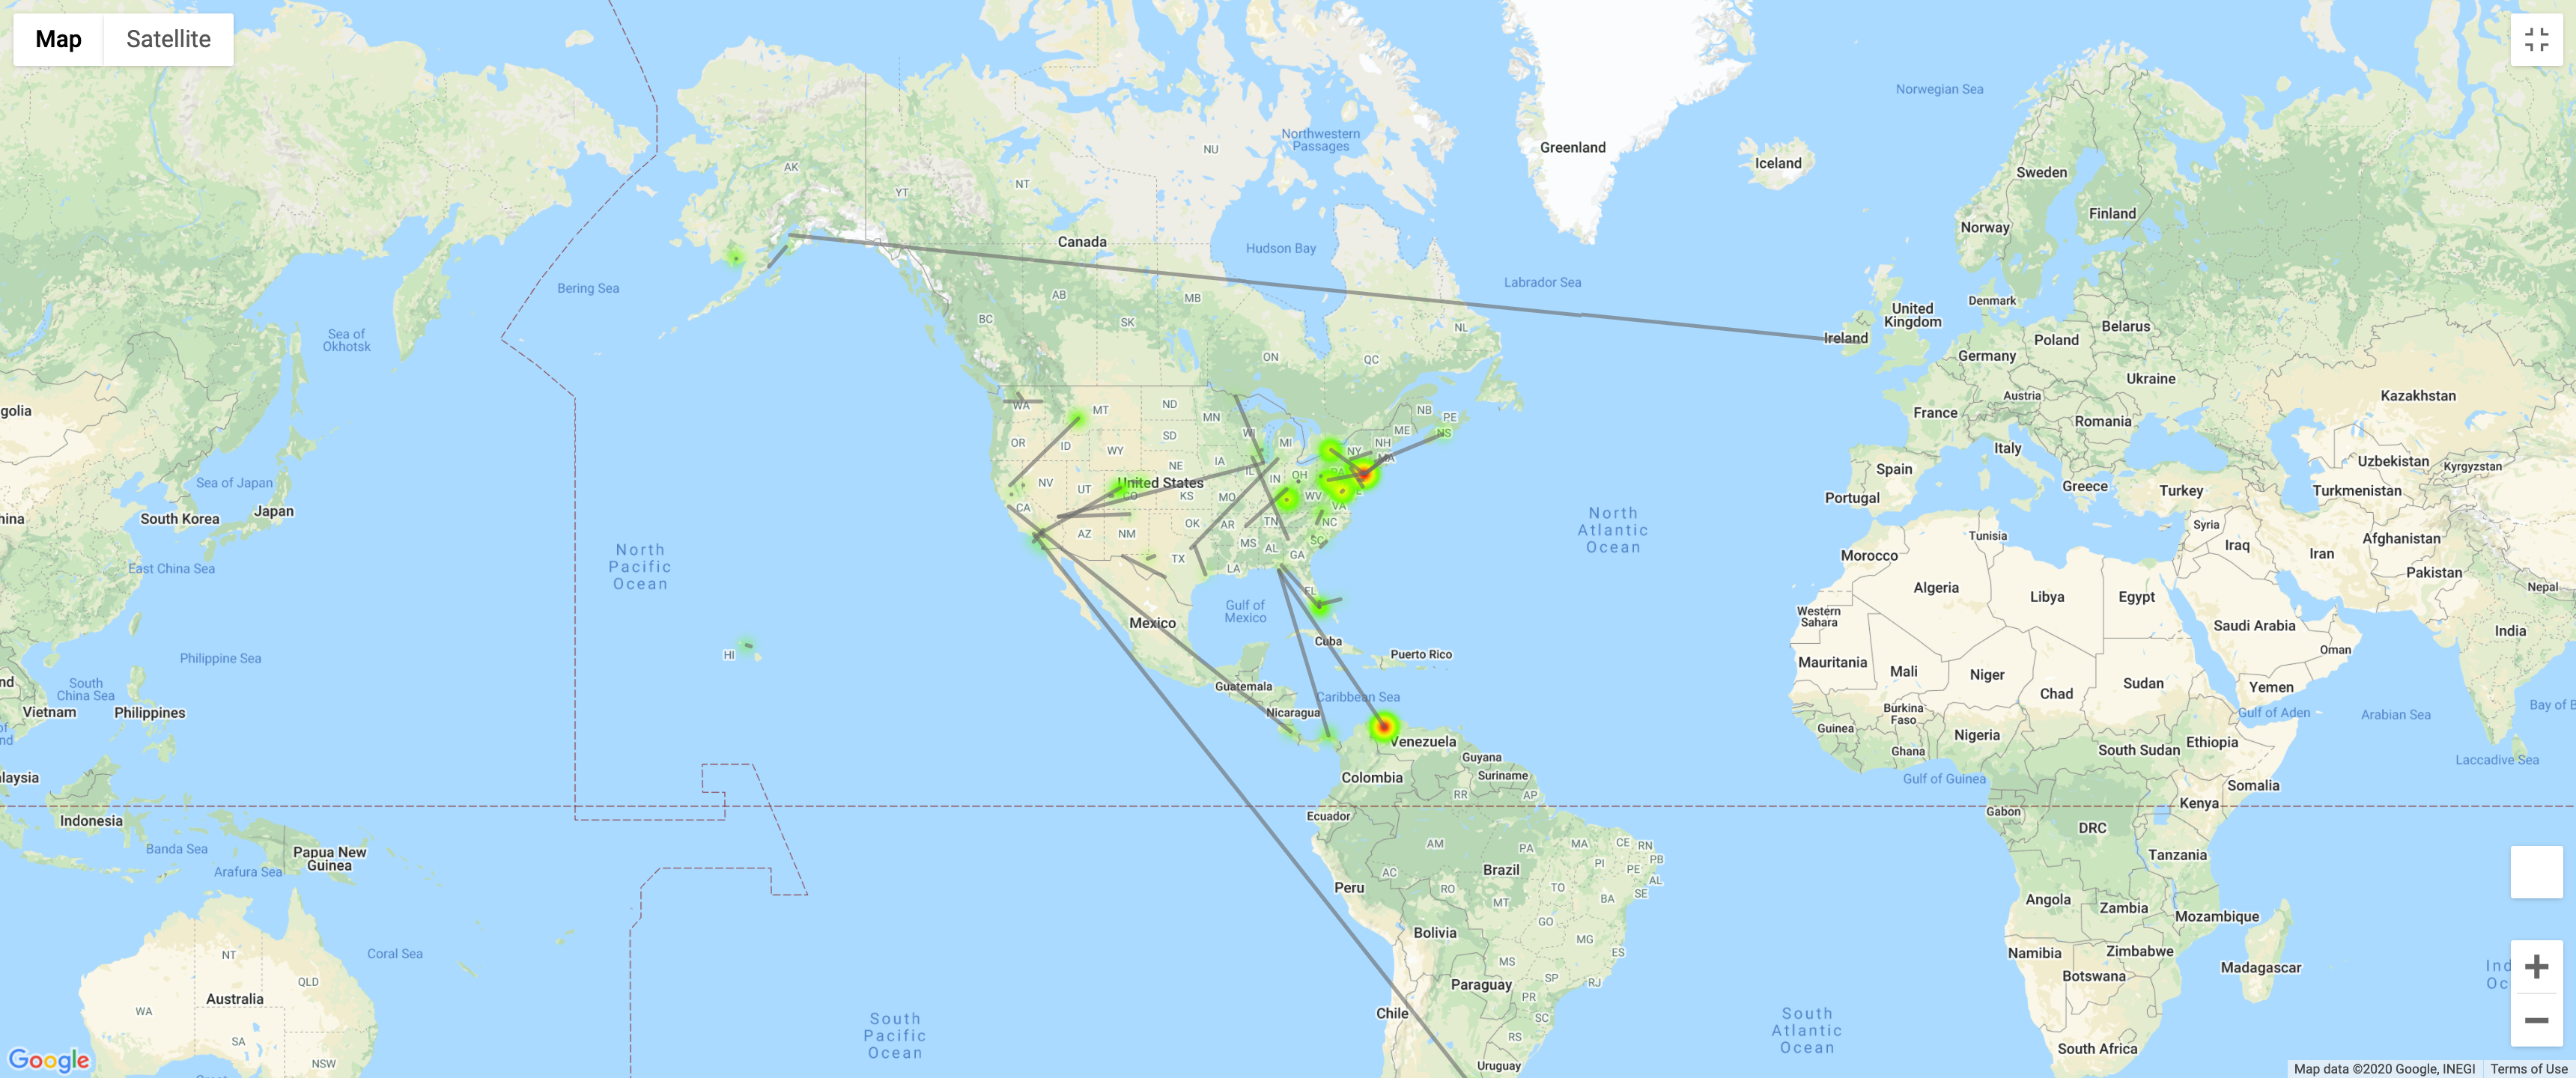 Map
Satellite
Norwegian Sea
Northwestern
Passages
NU
Greenland
Iceland
AK
YT
NT
Sweden
Finland
Norway
Canada
Hudson Bay
Labrador Sea
Bering Sea
Sea of
Okhotsk
AB
MB
BC
SK
NL
Denmark
United
Kingdom
Ireland
Belarus
Poland
Germany
ON
QC
Ukraine
Austria
Kazakhstan
France
golia
WA
MT
ND
MN
NB
PE
NS
ME
Romania
OR
ID
WY
SD
WI
MI
NY
NH
MA
Italy
Spain
Uzbekistan
Kyrgyzstan
Greece
Turkey
Turkmenistan
Portugal
NE
IA
IL
IN
OH
PA
NV
UT
United States
CO
KS
MO
WV
VA
Sea of Japan
Japan
South Korea
hina
CA
AZ
NM
OK
AR
TN
NC
SC
MS
AL
GA
TX
LA
FL
North
Atlantic
Ocean
Tunisia
Syria
Iraq
Afghanistan
Morocco
Iran
Pakistan
Nepal
East China Sea
North
Pacific
Ocean
Algeria
Libya
Egypt
Western
Sahara
Gulf of
Mexico
Mexico
Cuba
Puerto Rico
Saudi Arabia
India
Oman
HI
Philippine Sea
Mauritania
Mali
Niger
Chad
Sudan
Yemen
South
China Sea
Vietnam
Philippines
Guatemala
Caribbean Sea
Nicaragua
Burkina
Faso
Guinea
Gulf of Aden
Arabian Sea
Bay of B
nd
of
nd
Venezuela
Guyana
Suriname
Colombia
Ghana
Nigeria
South Sudan
Ethiopia
Somalia
Gulf of Guinea
Laccadive Sea
laysia
RR
AP
Ecuador
Gabon
Kenya
DRC
Indonesia
Banda Sea
Arafura Sea
Papua New
Guinea
AM
PA
MA
CE
RN
PB
PI
PE
AL
SE
AC
RO
TO
BA
MT
Brazil
Peru
Tanzania
Angola
Zambia
Mozambique
GO
MG
ES
Bolivia
Namibia
Zimbabwe
Botswana
Madagascar
Coral Sea
NT
QLD
Australia
WA
SA
NSW
MS
SP
RJ
PR
SC
RS
Paraguay
Chile
Uruguay
South
Pacific
Ocean
South
Atlantic
Ocean
South Africa
Ind
Oc
Google
Map data ©2020 Google, INEGI
Terms of Use